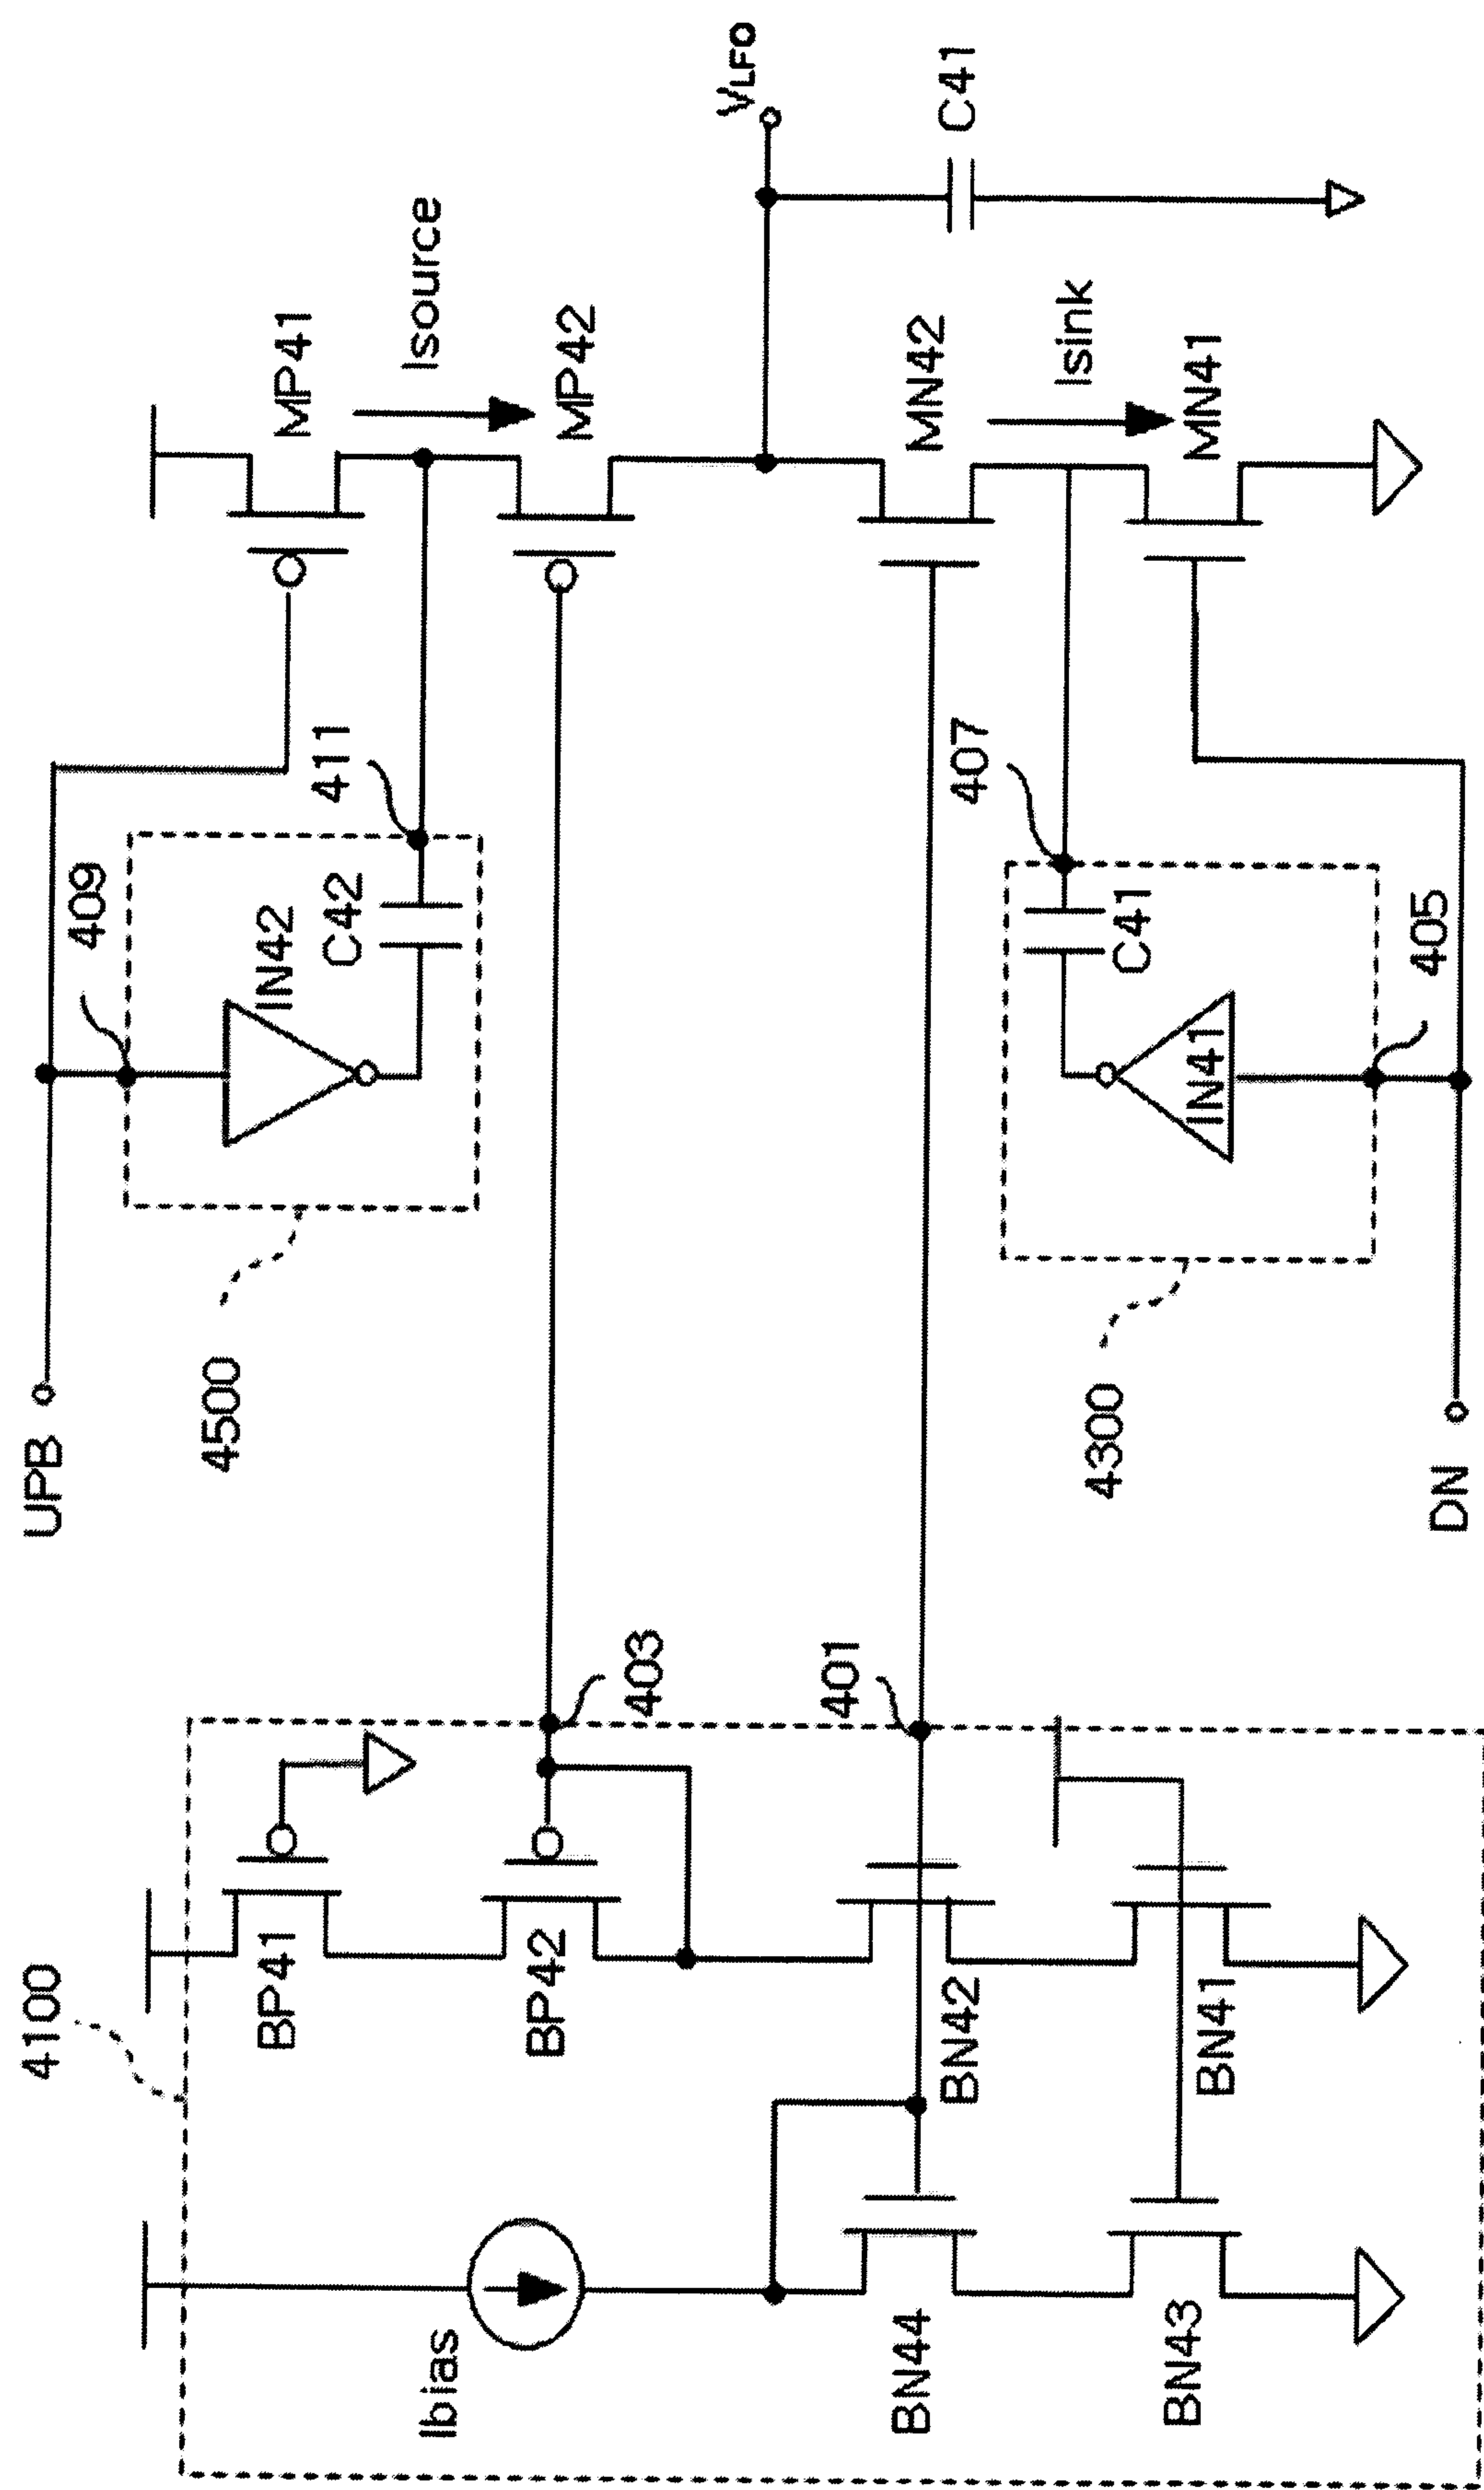 UPB
409
4500
IN42
C42
411
MP41
Isource
MP42
VLFO
C41
4100
BP41
BP42
403
401
BN42
BN41
Ibias
BN44
BN43
MN42
Isink
MN41
407
C41
IN41
405
4300
DN